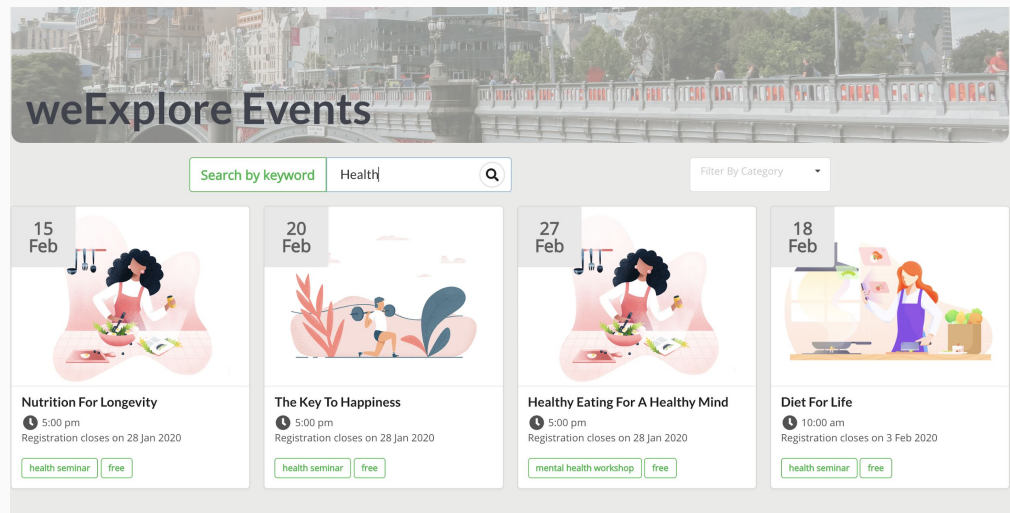 weExplore Events
Search by keyword
Health
Filter By Category
15
Feb
Nutrition For Longevity
5:00 pm
Registration closes on 28 Jan 2020
health seminar
free
20
Feb
The Key To Happiness
5:00 pm
Registration closes on 28 Jan 2020
health seminar
free
27
Feb
Healthy Eating For A Healthy Mind
5:00 pm
Registration closes on 28 Jan 2020
mental health workshop
free
18
Feb
Diet For Life
10:00 am
Registration closes on 3 Feb 2020
health seminar
free